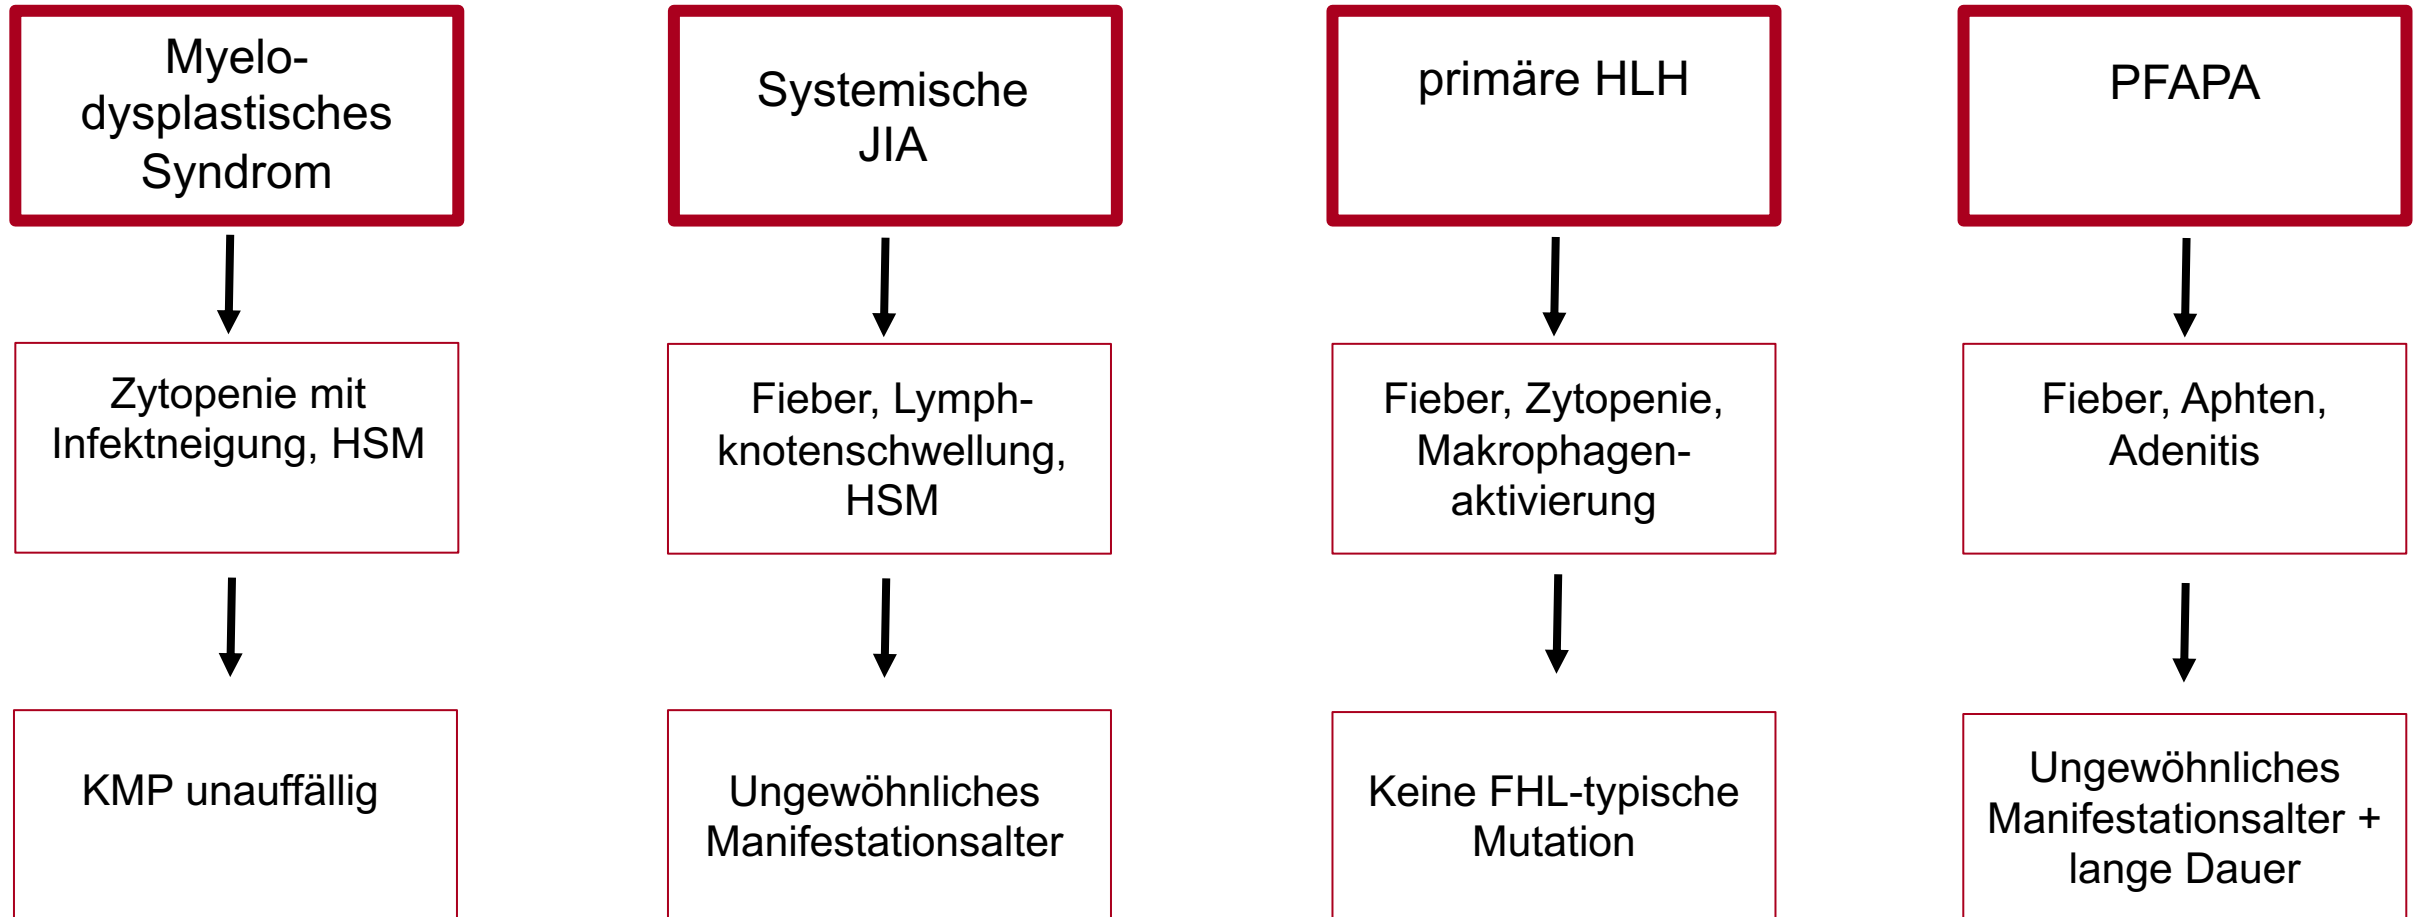 Myelo-
dysplastisches
Syndrom
Systemische
JIA
primäre HLH
PFAPA
Zytopenie mit
Infektneigung, HSM
Fieber, Lymph-
knotenschwellung,
HSM
Fieber, Zytopenie,
Makrophagen-
aktivierung
Fieber, Aphten,
Adenitis
KMP unauffällig
Ungewöhnliches
Manifestationsalter
Keine FHL-typische
Mutation
Ungewöhnliches
Manifestationsalter +
lange Dauer